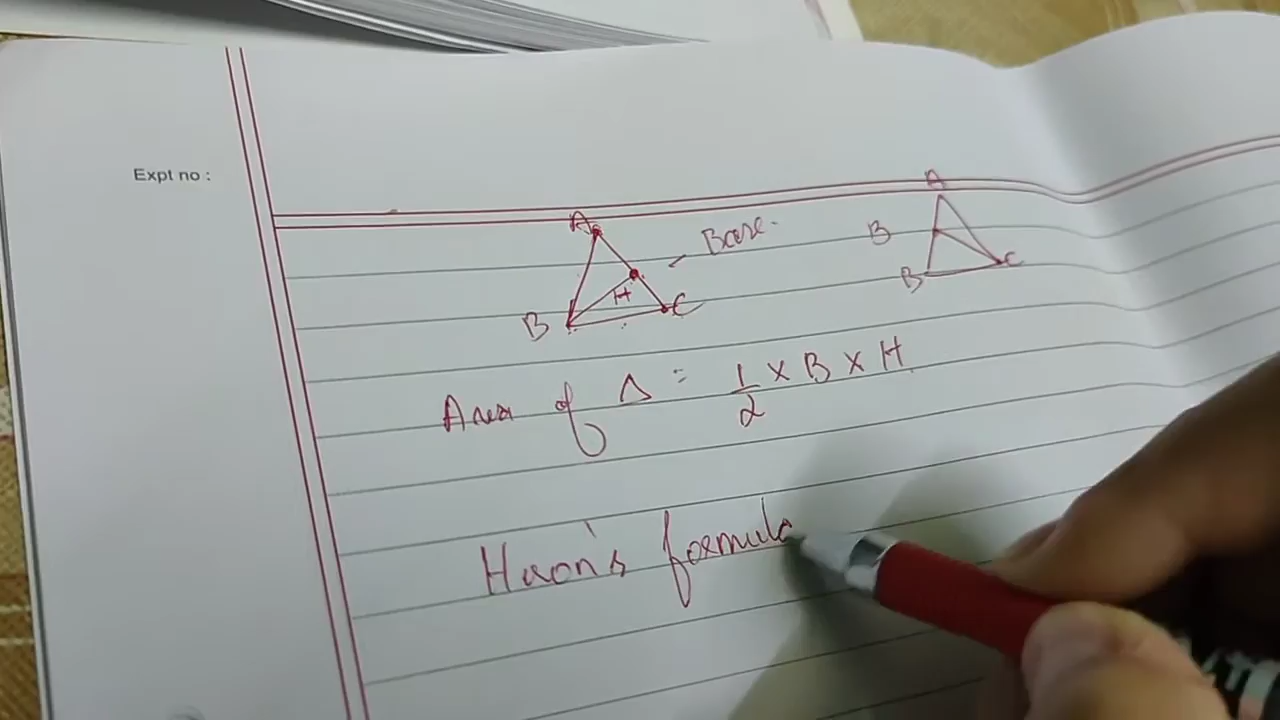 Expt no :
A
A
Base.
B
H
B
C
B
C
Area of Δ = 1/2 × B × H
Heron's formula